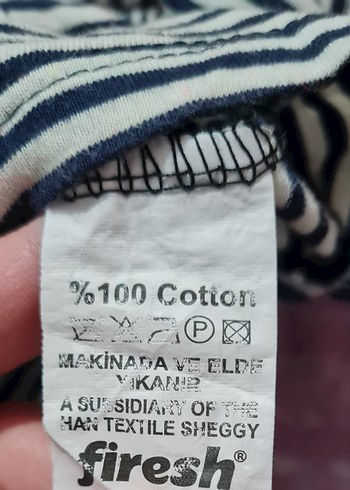 %100 Cotton
P
MAKİNADA VE ELDE
YIKANIR
A SUBSIDIARY OF THE
HAN TEXTILE SHEGGY
firesh®